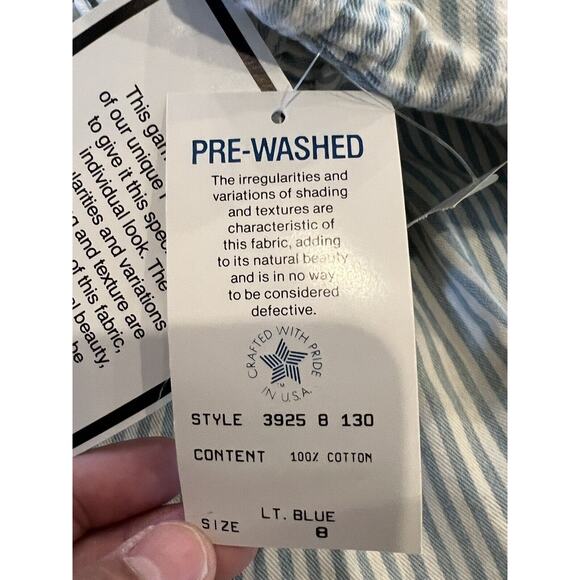 PRE-WASHED
The irregularities and
variations of shading
and textures are
characteristic of
this fabric, adding
to its natural beauty
and is in no way
to be considered
defective.
CRAFTED WITH PRIDE
IN U.S.A.
STYLE 3925 8 130
CONTENT 100% COTTON
LT. BLUE
SIZE 8
This
of our unique
to give it this
individual look. The
and variations
and texture are
of this fabric,
beauty,